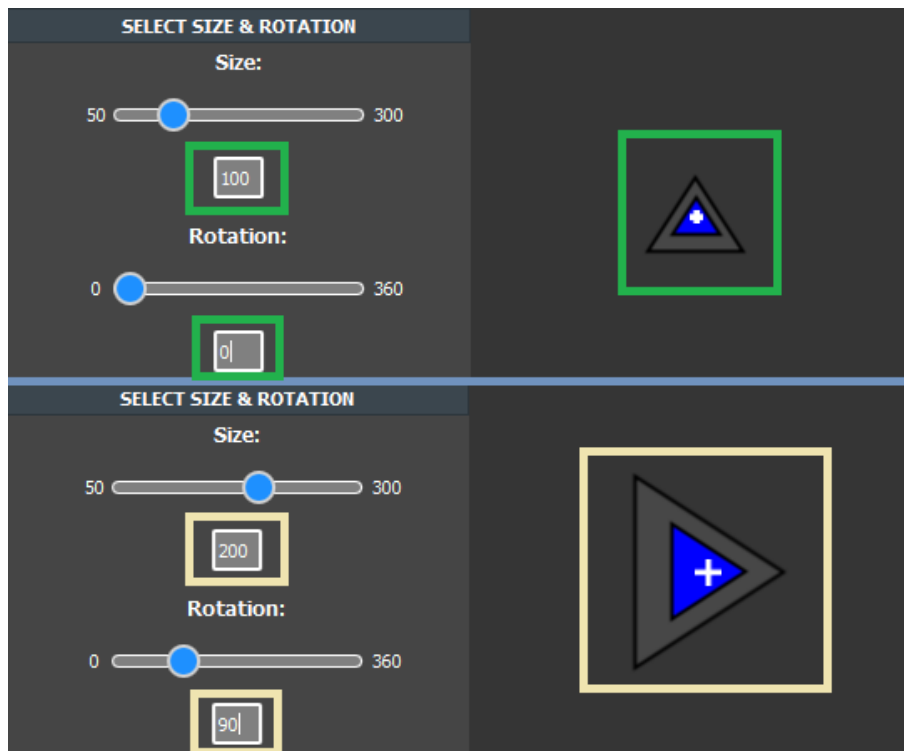 SELECT SIZE & ROTATION
Size:
50 300
100
Rotation:
0 360
0
SELECT SIZE & ROTATION
Size:
50 300
200
Rotation:
0 360
90